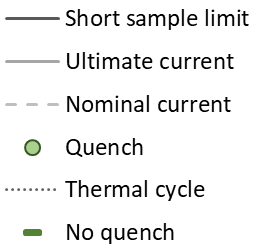 Short sample limit
Ultimate current
Nominal current
Quench
Thermal cycle
No quench